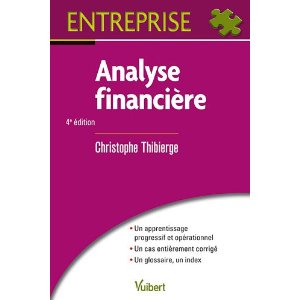 ENTREPRISE
Analyse
financière
4e édition
Christophe Thibierge
• Un apprentissage
progressif et opérationnel
• Un cas entièrement corrigé
• Un glossaire, un index
Vuibert